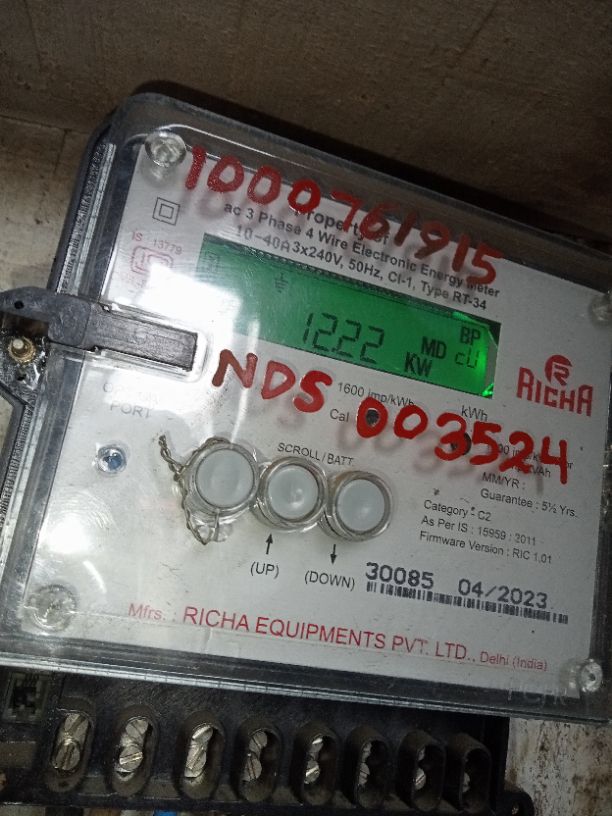 1000761915
Property of
ac 3 Phase 4 Wire Electronic Energy Meter
10-40A 3x240V, 50Hz, Cl-1, Type RT-34
IS : 13779
BP
12.22 MD cU
KW
RICHA
NDS 003524
1600 imp/kWh
kWh
Cal
PORT
SCROLL/BATT.
MM/YR :
Guarantee : 5½ Yrs.
Category : C2
As Per IS : 15959 : 2011
Firmware Version : RIC 1.01
(UP)
(DOWN)
30085 04/2023
Mfrs. : RICHA EQUIPMENTS PVT. LTD., Delhi (India)